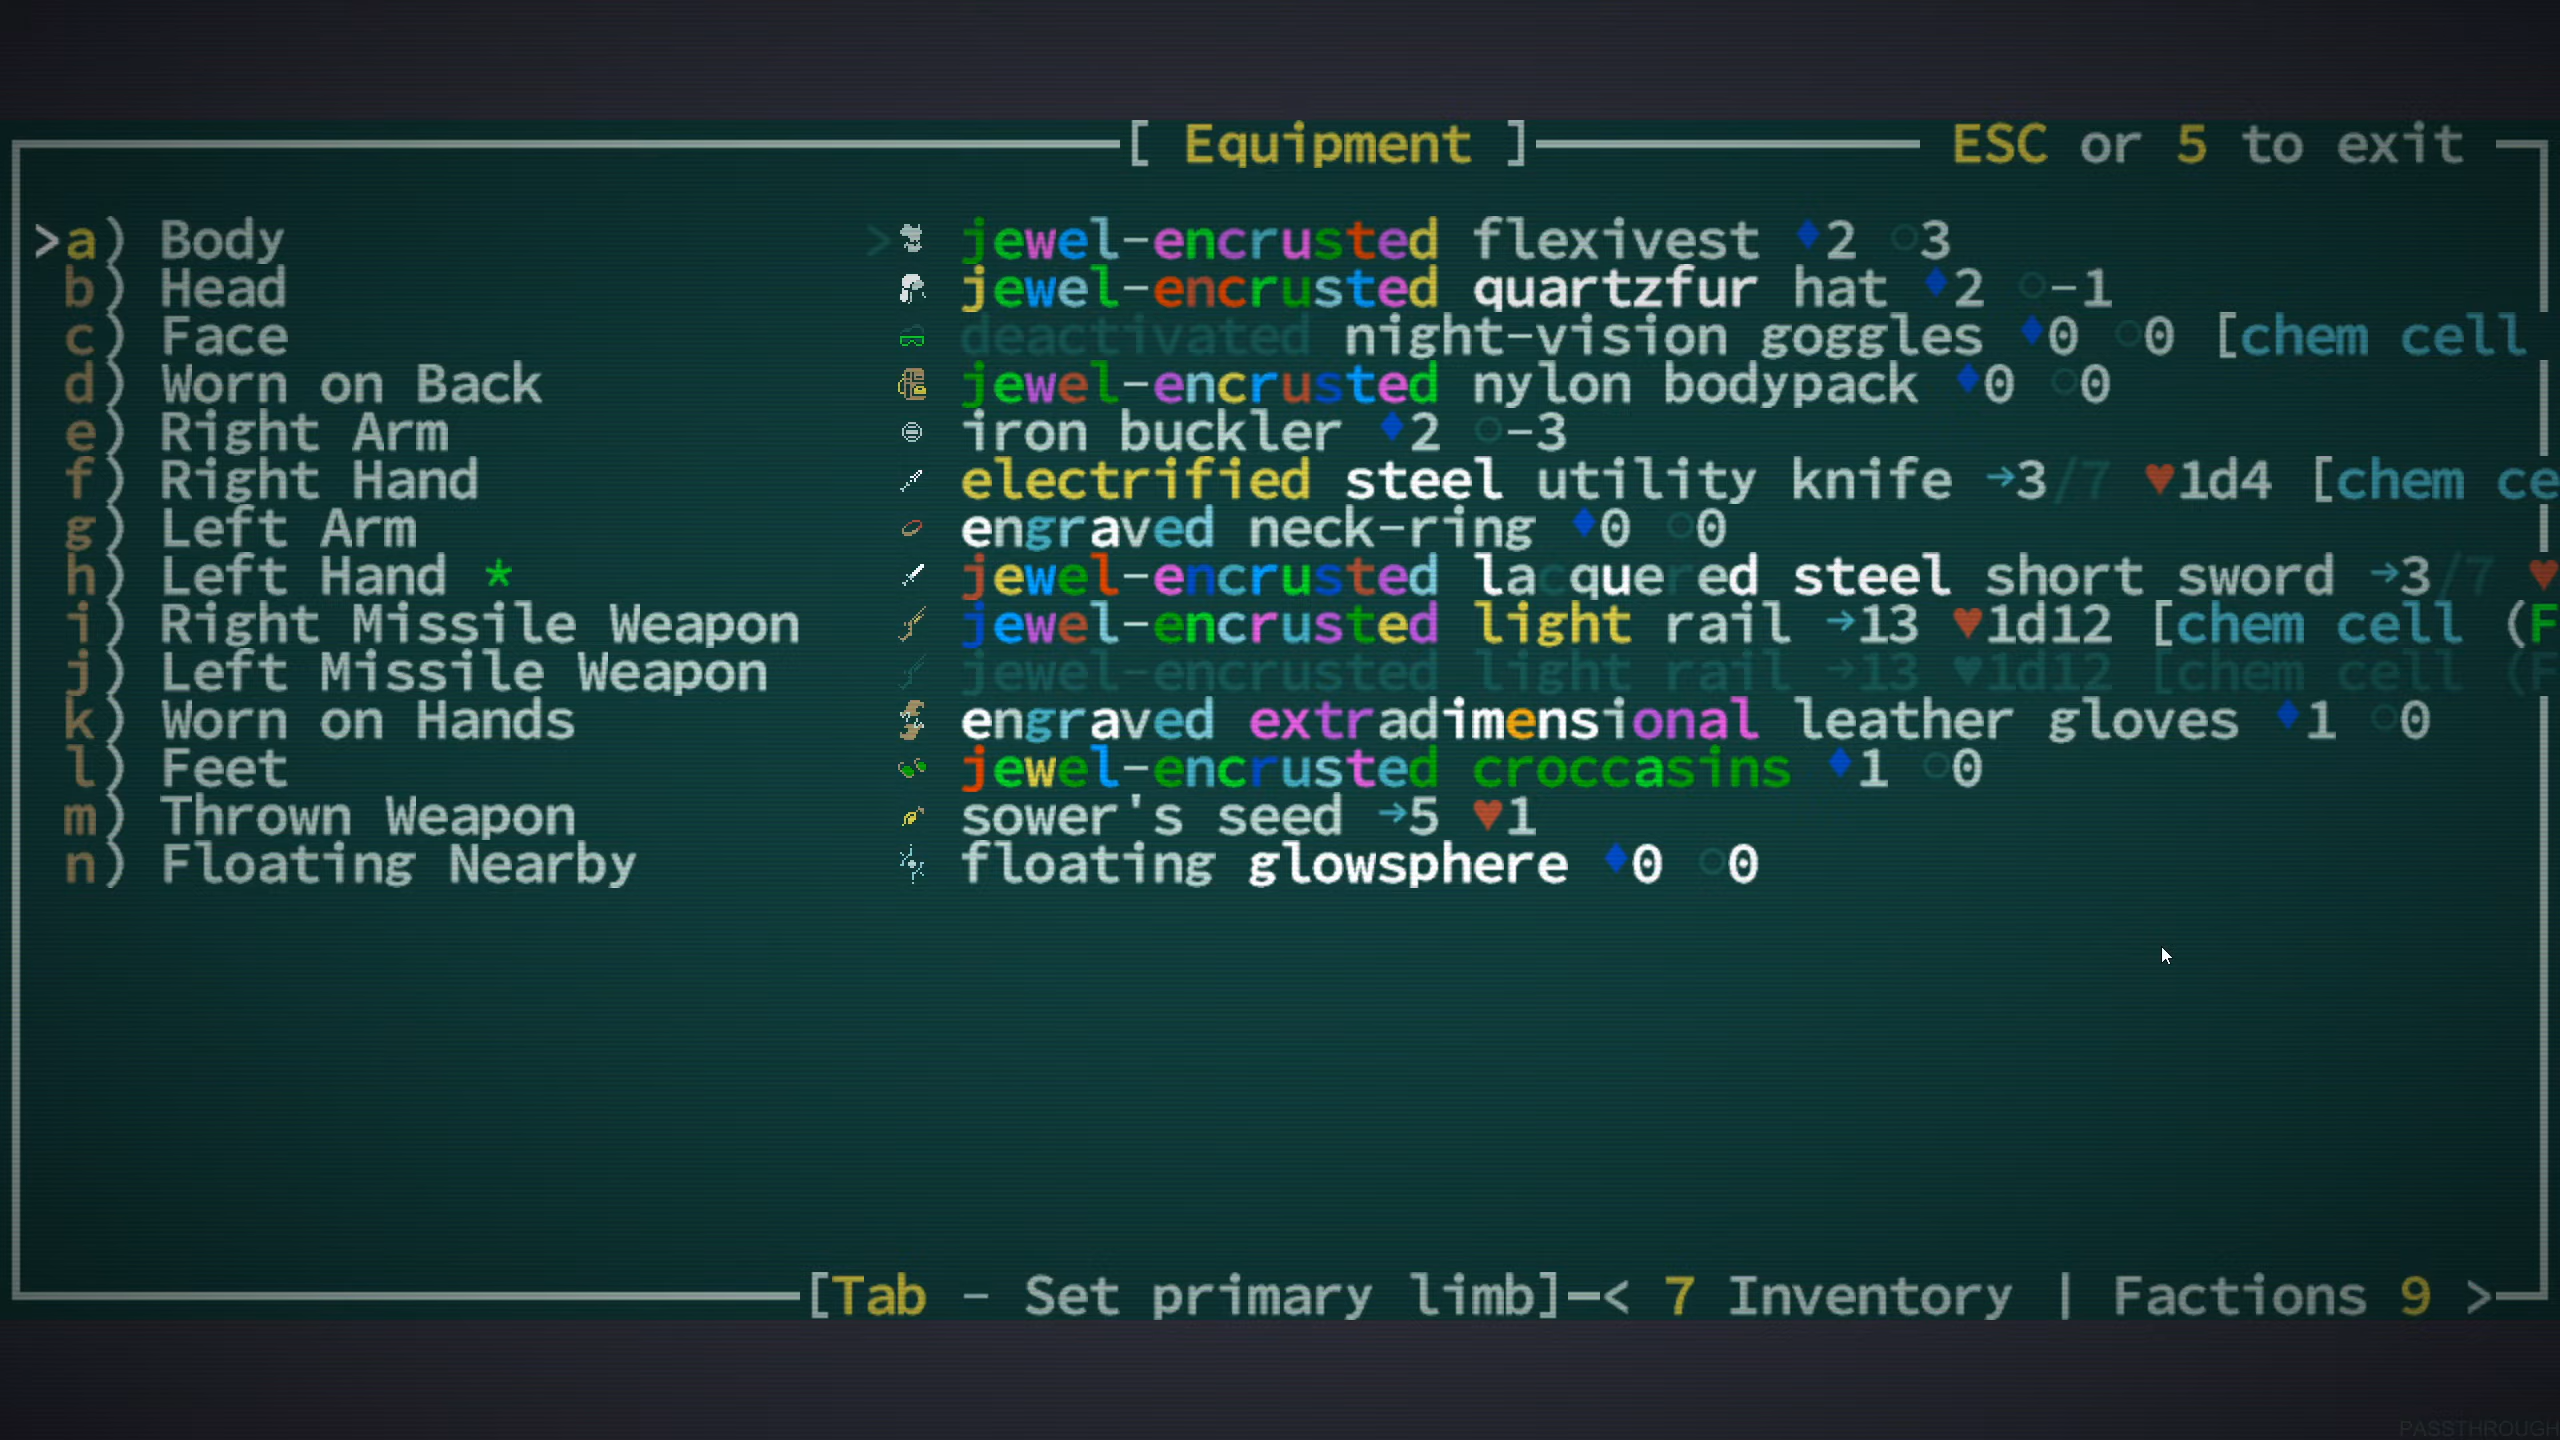 [ Equipment ] ESC or 5 to exit
>a) Body > jewel-encrusted flexivest ♦2 ○3
b) Head jewel-encrusted quartzfur hat ♦2 ○-1
c) Face deactivated night-vision goggles ♦0 ○0 [chem cell
d) Worn on Back jewel-encrusted nylon bodypack ♦0 ○0
e) Right Arm iron buckler ♦2 ○-3
f) Right Hand electrified steel utility knife →3/7 ♥1d4 [chem ce
g) Left Arm engraved neck-ring ♦0 ○0
h) Left Hand * jewel-encrusted lacquered steel short sword →3/7 ♥
i) Right Missile Weapon jewel-encrusted light rail →13 ♥1d12 [chem cell (F
j) Left Missile Weapon jewel-encrusted light rail →13 ♥1d12 [chem cell (F
k) Worn on Hands engraved extradimensional leather gloves ♦1 ○0
l) Feet jewel-encrusted croccasins ♦1 ○0
m) Thrown Weapon sower's seed →5 ♥1
n) Floating Nearby floating glowsphere ♦0 ○0
[Tab - Set primary limb] < 7 Inventory | Factions 9 >
PASSTHROUGH